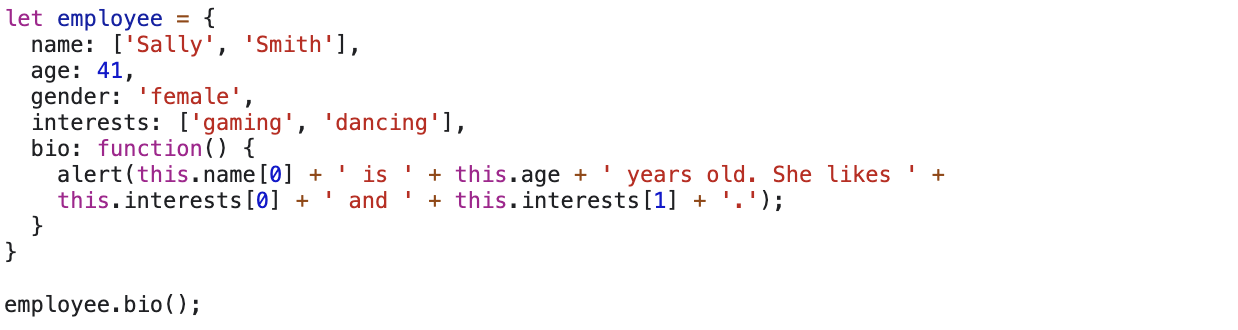 let employee = {
  name: ['Sally', 'Smith'],
  age: 41,
  gender: 'female',
  interests: ['gaming', 'dancing'],
  bio: function() {
    alert(this.name[0] + ' is ' + this.age + ' years old. She likes ' +
    this.interests[0] + ' and ' + this.interests[1] + '.');
  }
}

employee.bio();